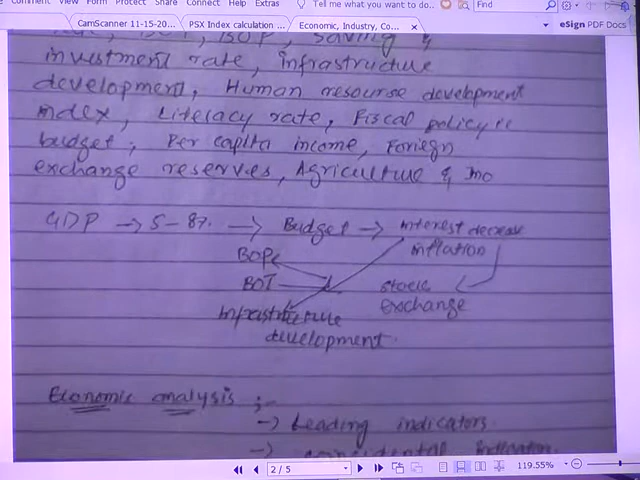 Comment View Form Protect Share Connect Help Extras
Tell me what you want to do..
Find
CamScanner 11-15-20...
PSX Index calculation ...
Economic, Industry, Co...
eSign PDF Docs
BOP, Saving &
investment rate, infrastructure
development, Human resourse development
index, Literacy rate, Fiscal policy
budget, Per capita income, Foriegn
exchange reserves, Agriculture & Ino
GDP → 5 - 8%. → Budget → interest decrease
BOP inflation
BOT stock
exchange
infrastructure
development.
Economic analysis :-
→ Leading indicators
→
2 / 5
119.55%